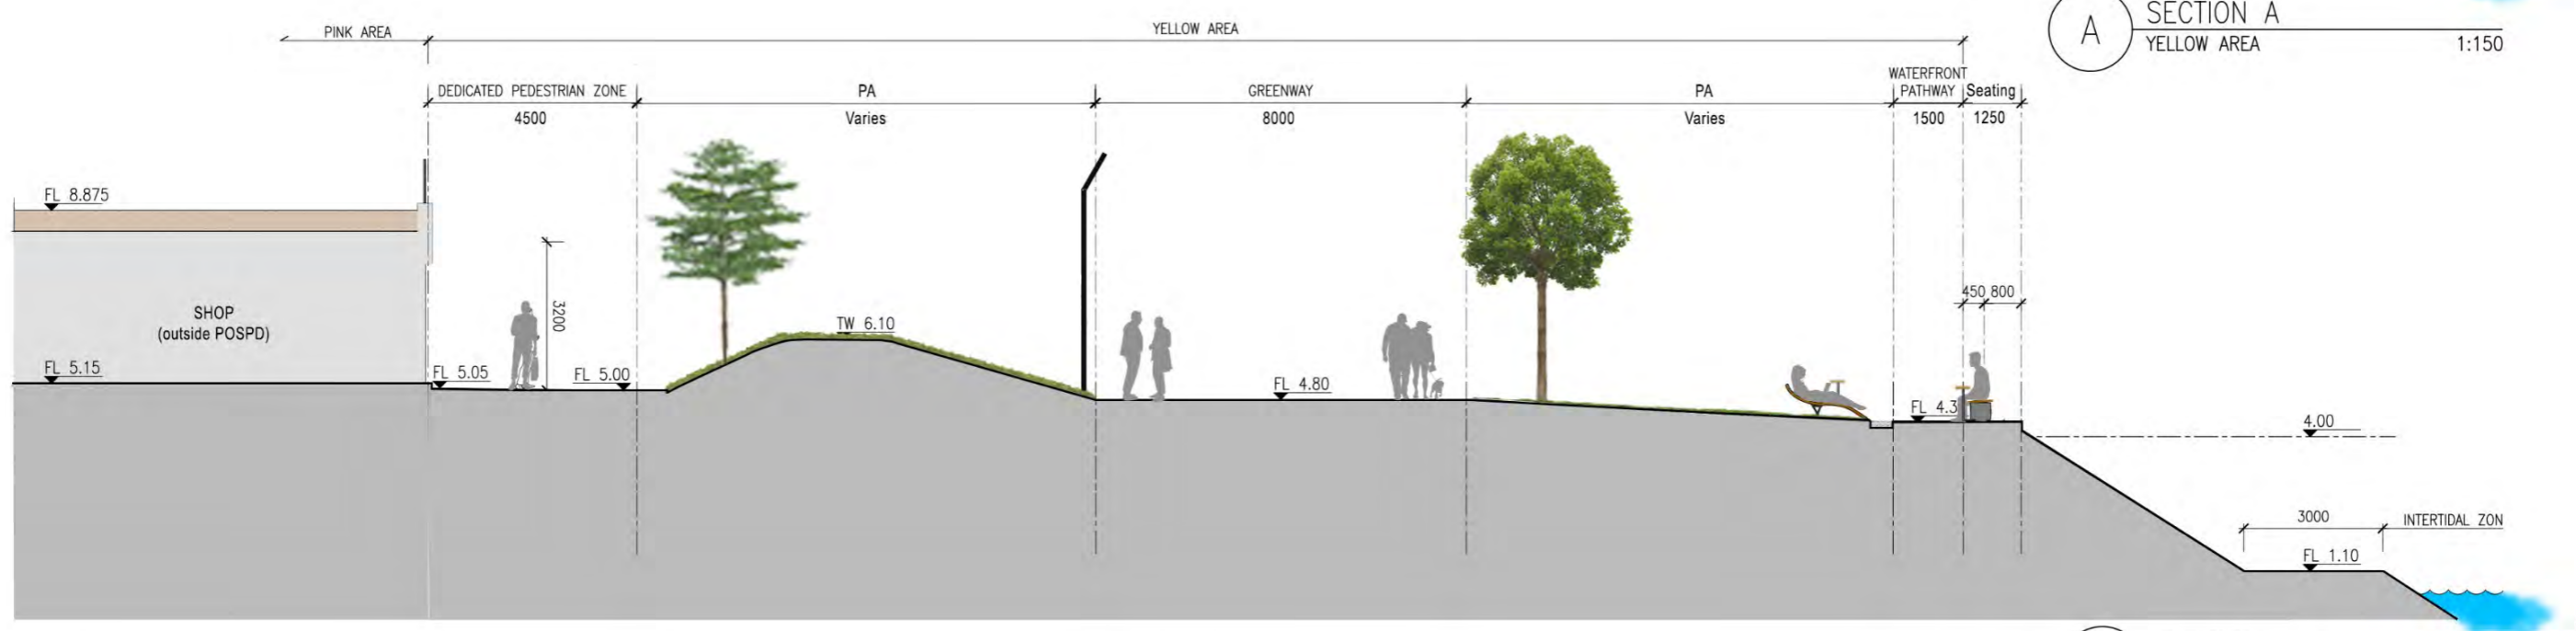 A
SECTION A
YELLOW AREA
1:150
PINK AREA
YELLOW AREA
DEDICATED PEDESTRIAN ZONE
4500
PA
Varies
GREENWAY
8000
PA
Varies
WATERFRONT
PATHWAY
1500
Seating
1250
FL 8.875
SHOP
(outside POSPD)
FL 5.15
FL 5.05
FL 5.00
3200
TW 6.10
FL 4.80
FL 4.3
450
800
4.00
3000
INTERTIDAL ZON
FL 1.10